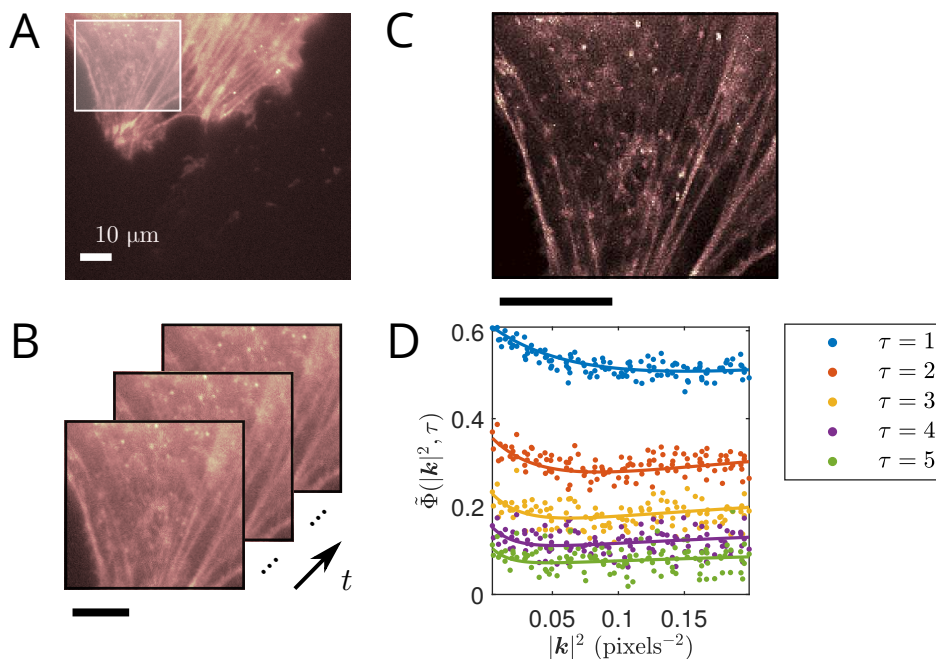 A
10 μm
B
t
C
D
0.6
0.4
0.2
0
0.05 0.1 0.15
|k|² (pixels⁻²)
Φ̃(|k|², τ)
τ = 1
τ = 2
τ = 3
τ = 4
τ = 5